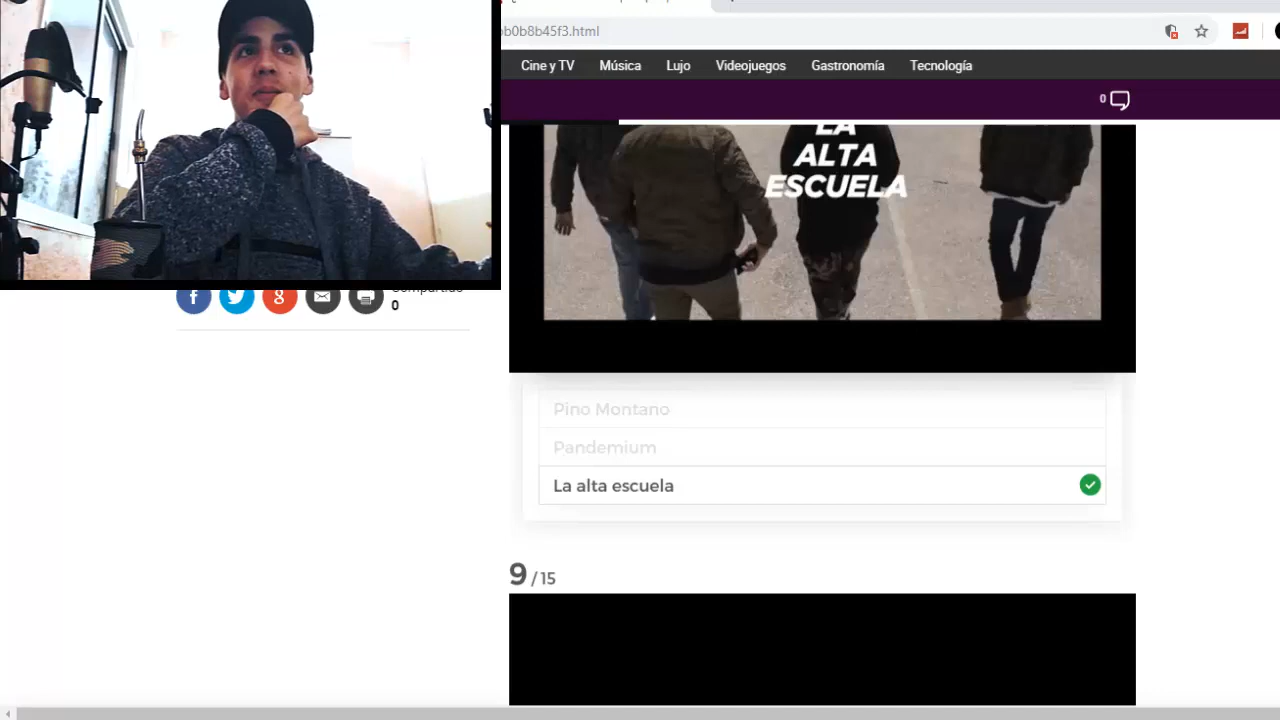 b0b8b45f3.html
Cine y TV Música Lujo Videojuegos Gastronomía Tecnología
0
LA
ALTA
ESCUELA
Compartido
0
Pino Montano
Pandemium
La alta escuela
9 / 15